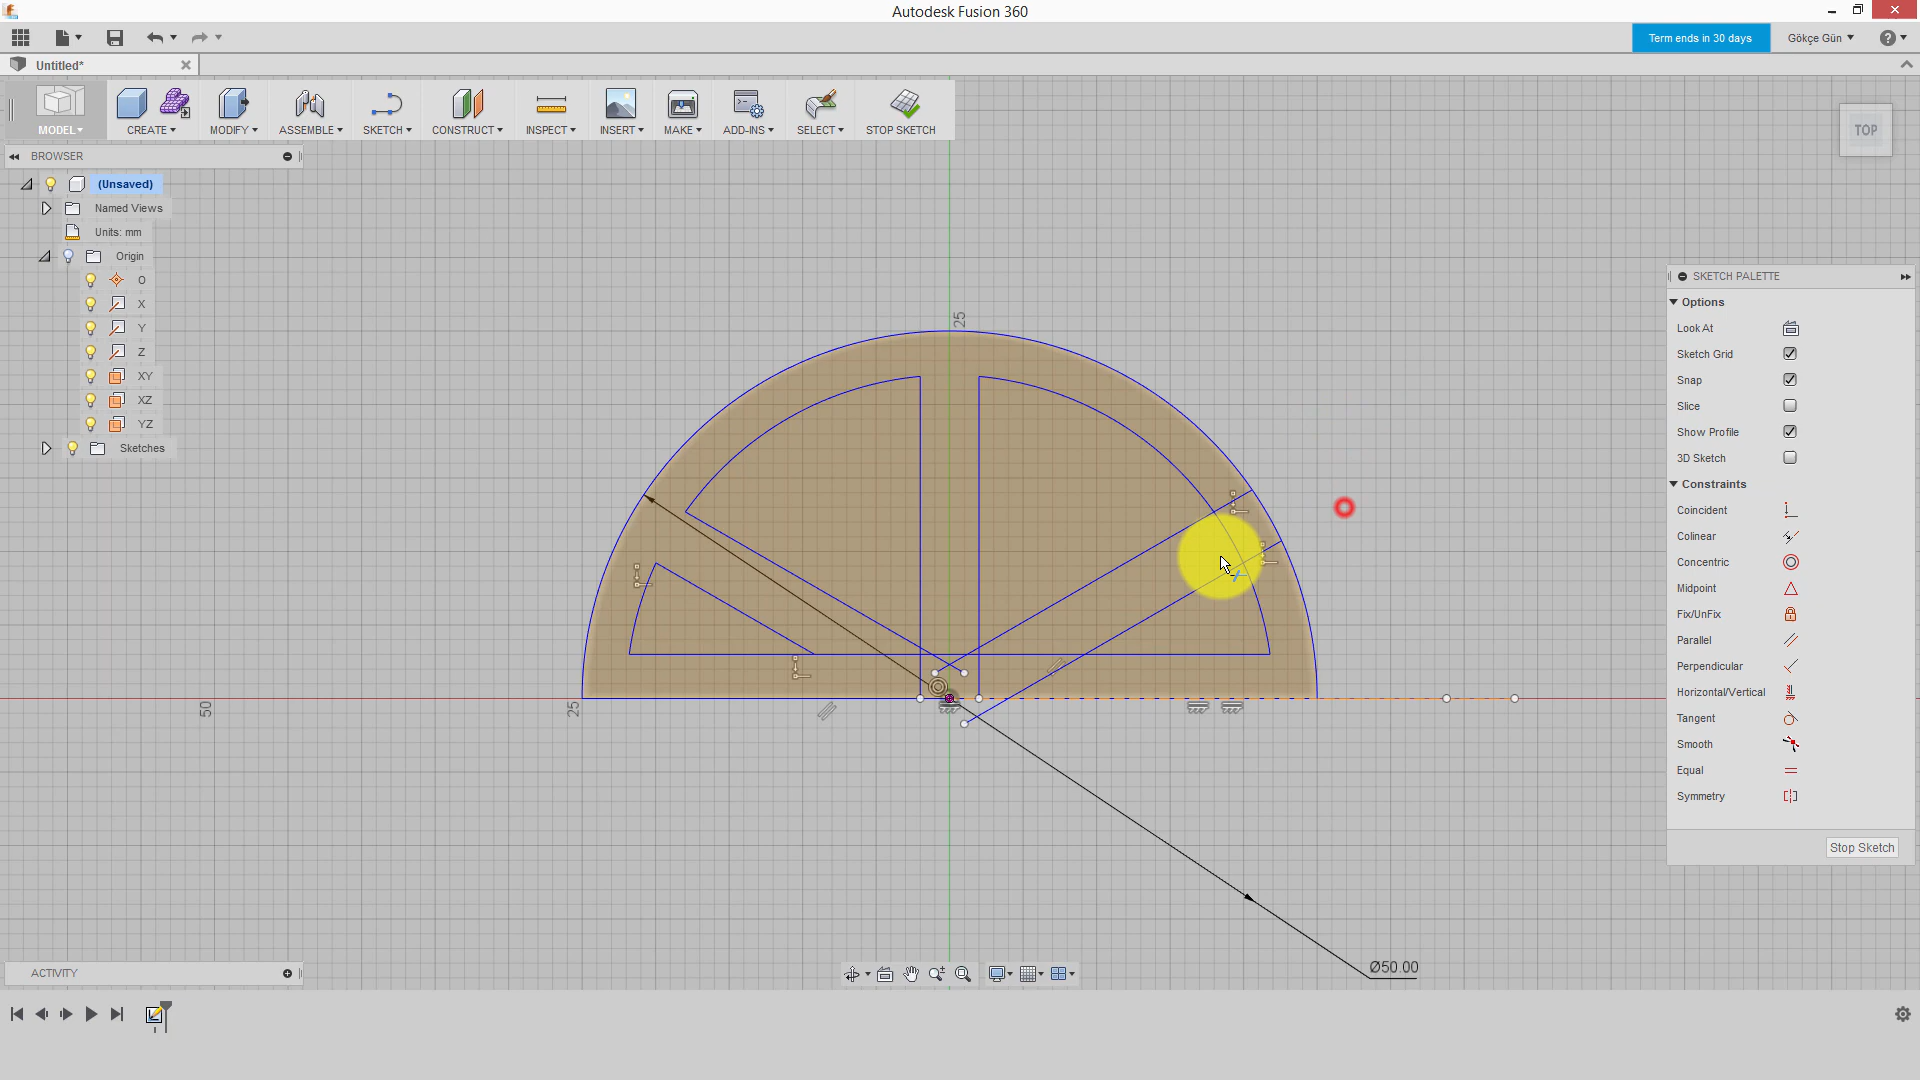 Autodesk Fusion 360
Term ends in 30 days
Gökçe Gün
Untitled*
MODEL
CREATE
MODIFY
ASSEMBLE
SKETCH
CONSTRUCT
INSPECT
INSERT
MAKE
ADD-INS
SELECT
STOP SKETCH
TOP
BROWSER
(Unsaved)
Named Views
Units: mm
Origin
O
X
Y
Z
XY
XZ
YZ
Sketches
SKETCH PALETTE
Options
Look At
Sketch Grid
Snap
Slice
Show Profile
3D Sketch
Constraints
Coincident
Colinear
Concentric
Midpoint
Fix/UnFix
Parallel
Perpendicular
Horizontal/Vertical
Tangent
Smooth
Equal
Symmetry
Stop Sketch
25
50
25
Ø50.00
ACTIVITY